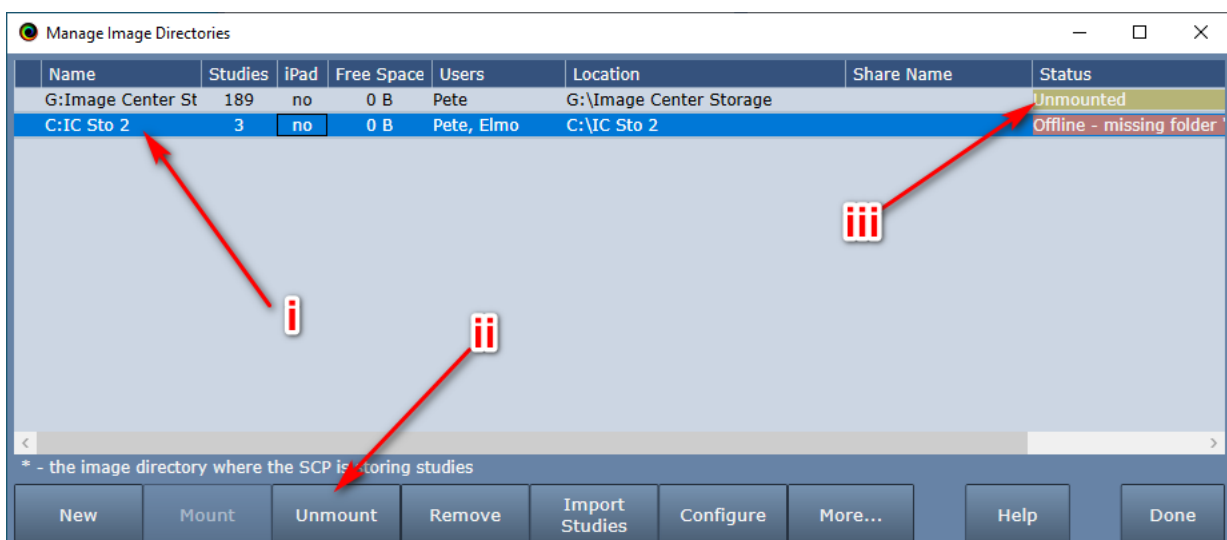 Manage Image Directories
Name Studies iPad Free Space Users Location Share Name Status
G:Image Center St 189 no 0 B Pete G:\Image Center Storage Unmounted
C:IC Sto 2 3 no 0 B Pete, Elmo C:\IC Sto 2 Offline - missing folder '
iii
i
ii
* - the image directory where the SCP is storing studies
New Mount Unmount Remove Import Studies Configure More... Help Done